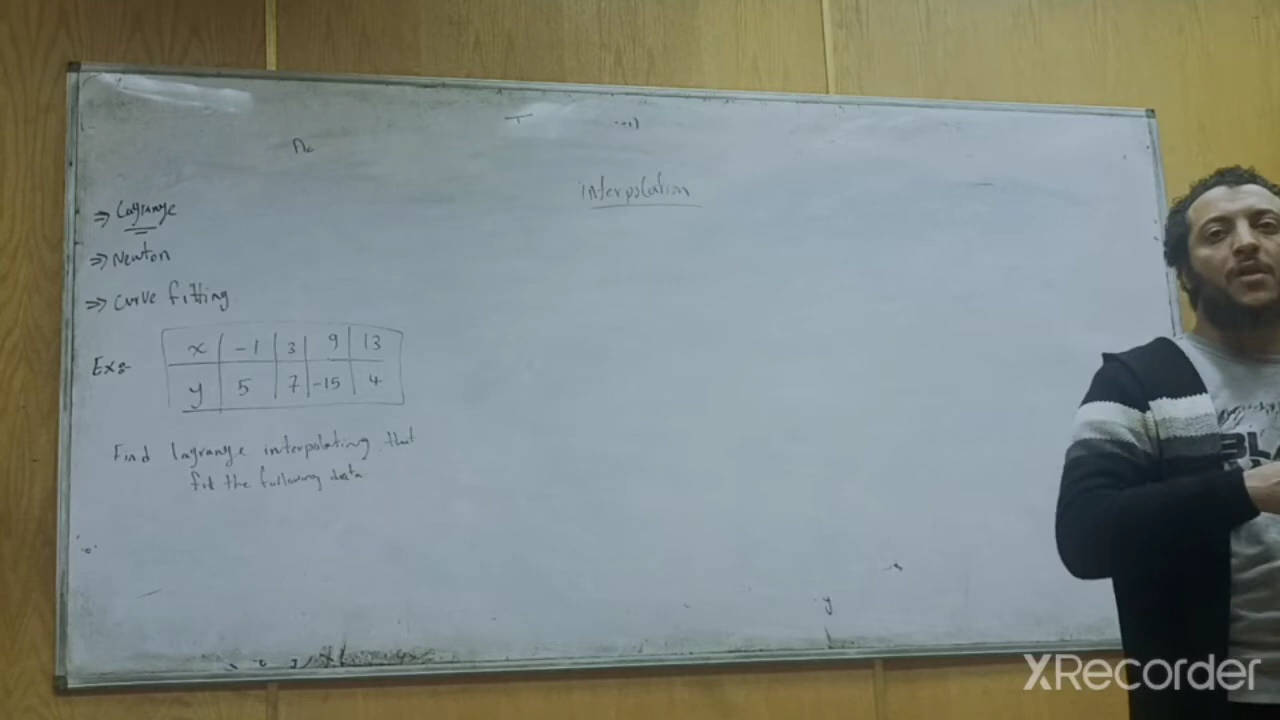 interpolation
⇒ Lagrange
⇒ Newton
⇒ Curve fitting
Ex:
x | -1 | 3 | 9 | 13
y | 5 | 7 | -15 | 4
Find lagrange interpolating that
fit the following data
y
XRecorder